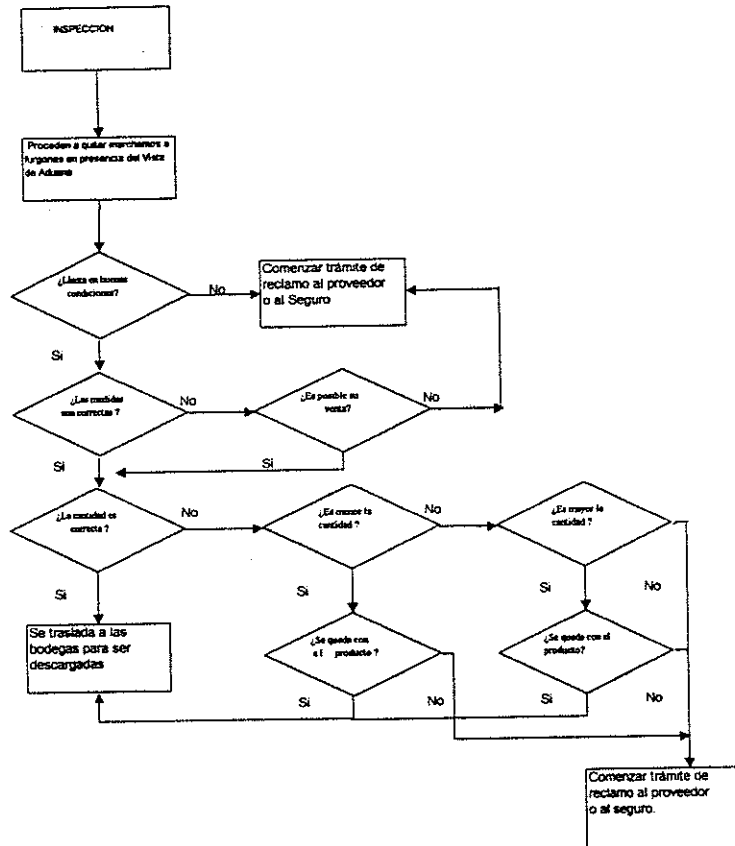 INSPECCION
Proceden a quitar marchamos a
furgones en presencia del Vista
de Aduana
¿Llanta en buenas
condiciones?
No
Comenzar trámite de
reclamo al proveedor
o al Seguro
Si
¿Las medidas
son correctas ?
No
¿Es posible su
venta?
No
Si
Si
¿La cantidad es
correcta ?
No
¿Es menor la
cantidad ?
No
¿Es mayor la
cantidad ?
Si
Si
Si
No
Se traslada a las
bodegas para ser
descargadas
¿Se queda con
e l producto ?
¿Se queda con el
producto?
Si
No
Si
No
Comenzar trámite de
reclamo al proveedor
o al seguro.